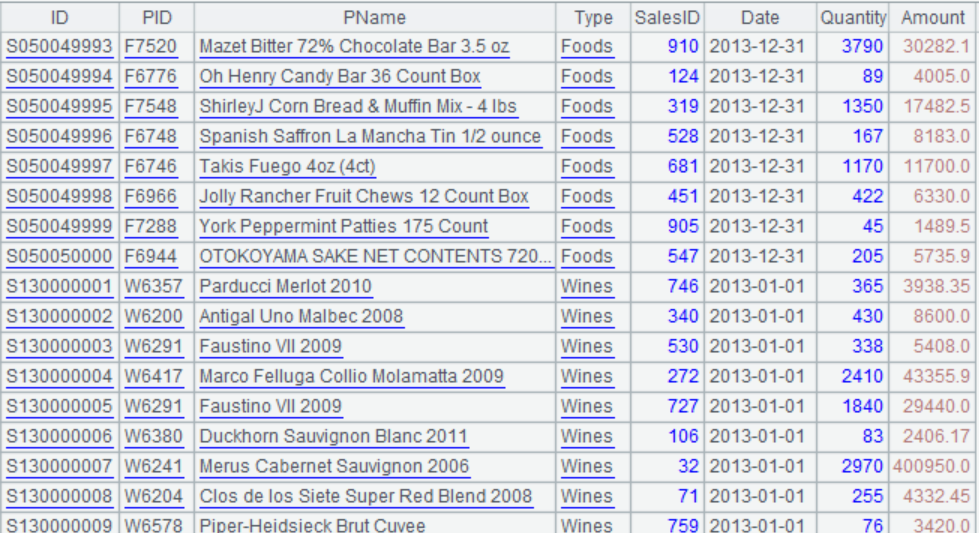 ID PID PName Type SalesID Date Quantity Amount
S050049993 F7520 Mazet Bitter 72% Chocolate Bar 3.5 oz Foods 910 2013-12-31 3790 30282.1
S050049994 F6776 Oh Henry Candy Bar 36 Count Box Foods 124 2013-12-31 89 4005.0
S050049995 F7548 ShirleyJ Corn Bread & Muffin Mix - 4 lbs Foods 319 2013-12-31 1350 17482.5
S050049996 F6748 Spanish Saffron La Mancha Tin 1/2 ounce Foods 528 2013-12-31 167 8183.0
S050049997 F6746 Takis Fuego 4oz (4ct) Foods 681 2013-12-31 1170 11700.0
S050049998 F6966 Jolly Rancher Fruit Chews 12 Count Box Foods 451 2013-12-31 422 6330.0
S050049999 F7288 York Peppermint Patties 175 Count Foods 905 2013-12-31 45 1489.5
S050050000 F6944 OTOKOYAMA SAKE NET CONTENTS 720... Foods 547 2013-12-31 205 5735.9
S130000001 W6357 Parducci Merlot 2010 Wines 746 2013-01-01 365 3938.35
S130000002 W6200 Antigal Uno Malbec 2008 Wines 340 2013-01-01 430 8600.0
S130000003 W6291 Faustino VII 2009 Wines 530 2013-01-01 338 5408.0
S130000004 W6417 Marco Felluga Collio Molamatta 2009 Wines 272 2013-01-01 2410 43355.9
S130000005 W6291 Faustino VII 2009 Wines 727 2013-01-01 1840 29440.0
S130000006 W6380 Duckhorn Sauvignon Blanc 2011 Wines 106 2013-01-01 83 2406.17
S130000007 W6241 Merus Cabernet Sauvignon 2006 Wines 32 2013-01-01 2970 400950.0
S130000008 W6204 Clos de los Siete Super Red Blend 2008 Wines 71 2013-01-01 255 4332.45
S130000009 W6578 Piper-Heidsieck Brut Cuvee Wines 759 2013-01-01 76 3420.0